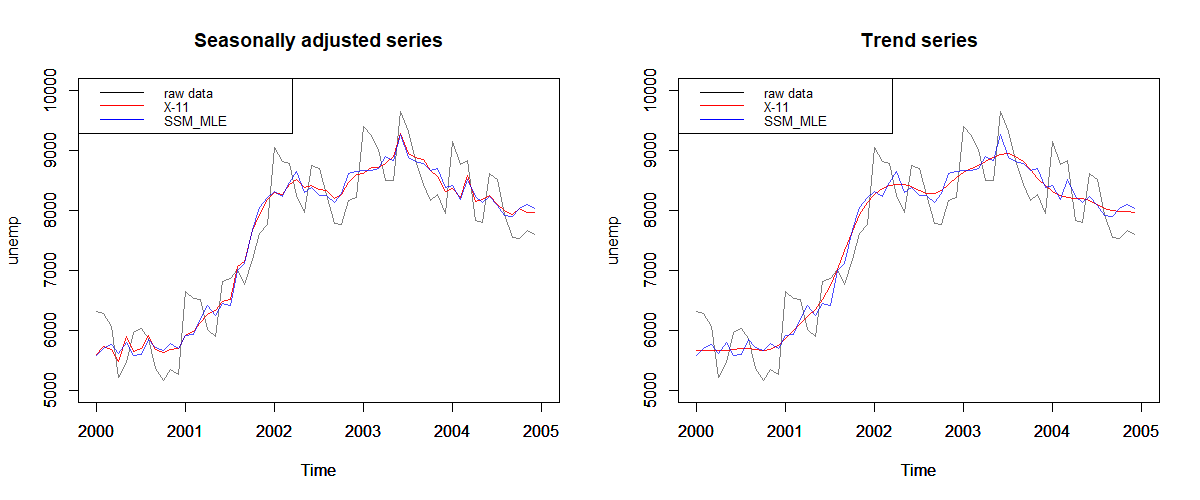 Seasonally adjusted series
raw data
X-11
SSM_MLE
10000
9000
8000
7000
6000
5000
unemp
2000 2001 2002 2003 2004 2005
Time
Trend series
raw data
X-11
SSM_MLE
10000
9000
8000
7000
6000
5000
unemp
2000 2001 2002 2003 2004 2005
Time